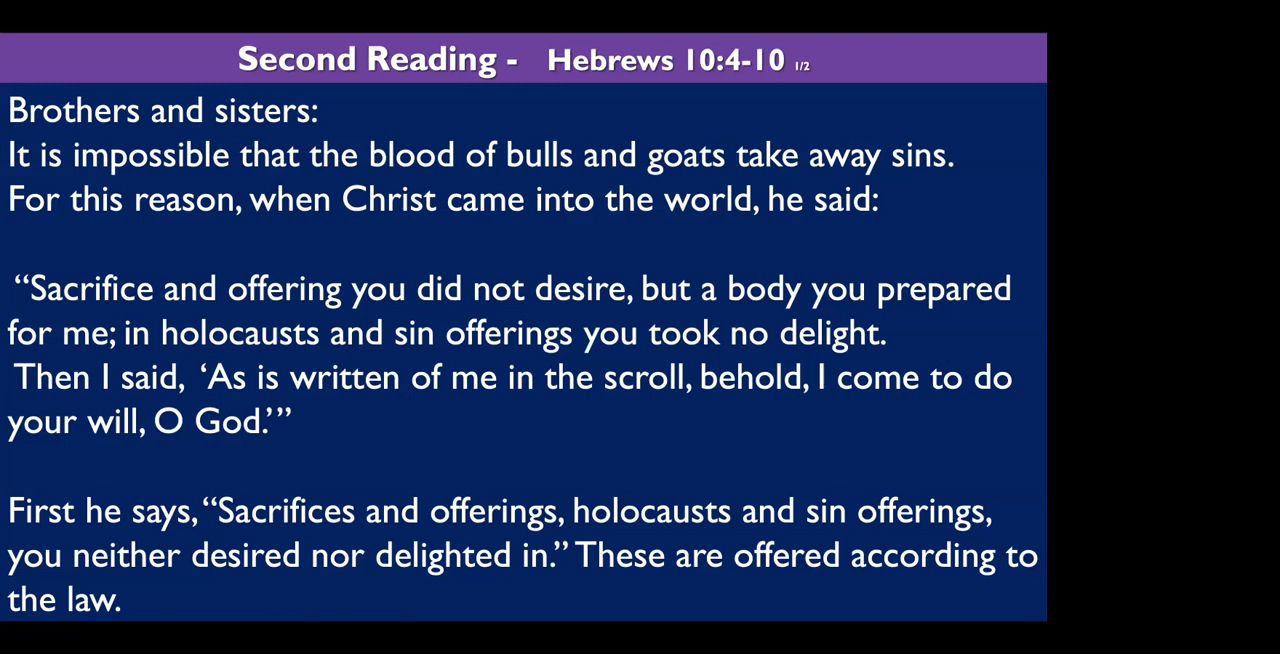 Second Reading - Hebrews 10:4-10 1/2
Brothers and sisters:
It is impossible that the blood of bulls and goats take away sins.
For this reason, when Christ came into the world, he said:
“Sacrifice and offering you did not desire, but a body you prepared
for me; in holocausts and sin offerings you took no delight.
Then I said, ‘As is written of me in the scroll, behold, I come to do
your will, O God.’”
First he says, “Sacrifices and offerings, holocausts and sin offerings,
you neither desired nor delighted in.” These are offered according to
the law.